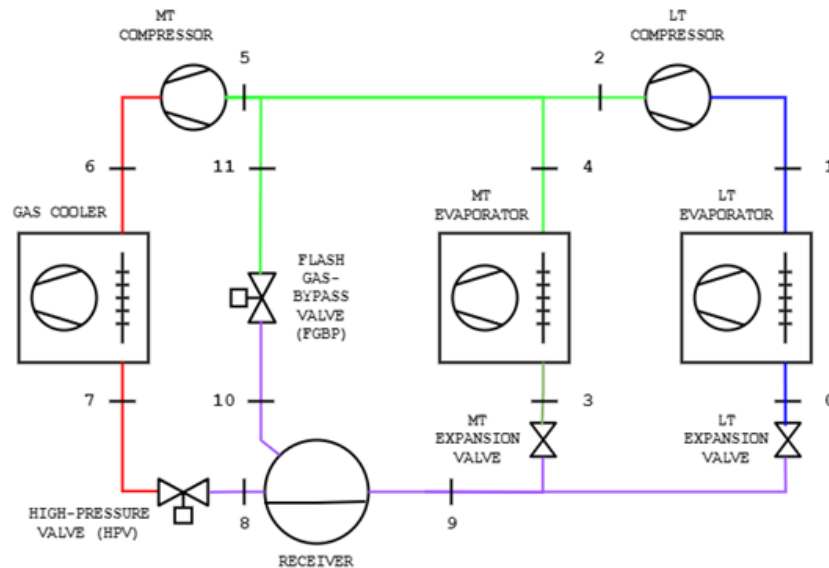 MT
COMPRESSOR
LT
COMPRESSOR
5
2
6
11
4
1
GAS COOLER
MT
EVAPORATOR
LT
EVAPORATOR
FLASH
GAS-
BYPASS
VALVE
(FGBP)
7
10
3
MT
EXPANSION
VALVE
LT
EXPANSION
VALVE
HIGH-PRESSURE
VALVE (HPV)
8
9
RECEIVER